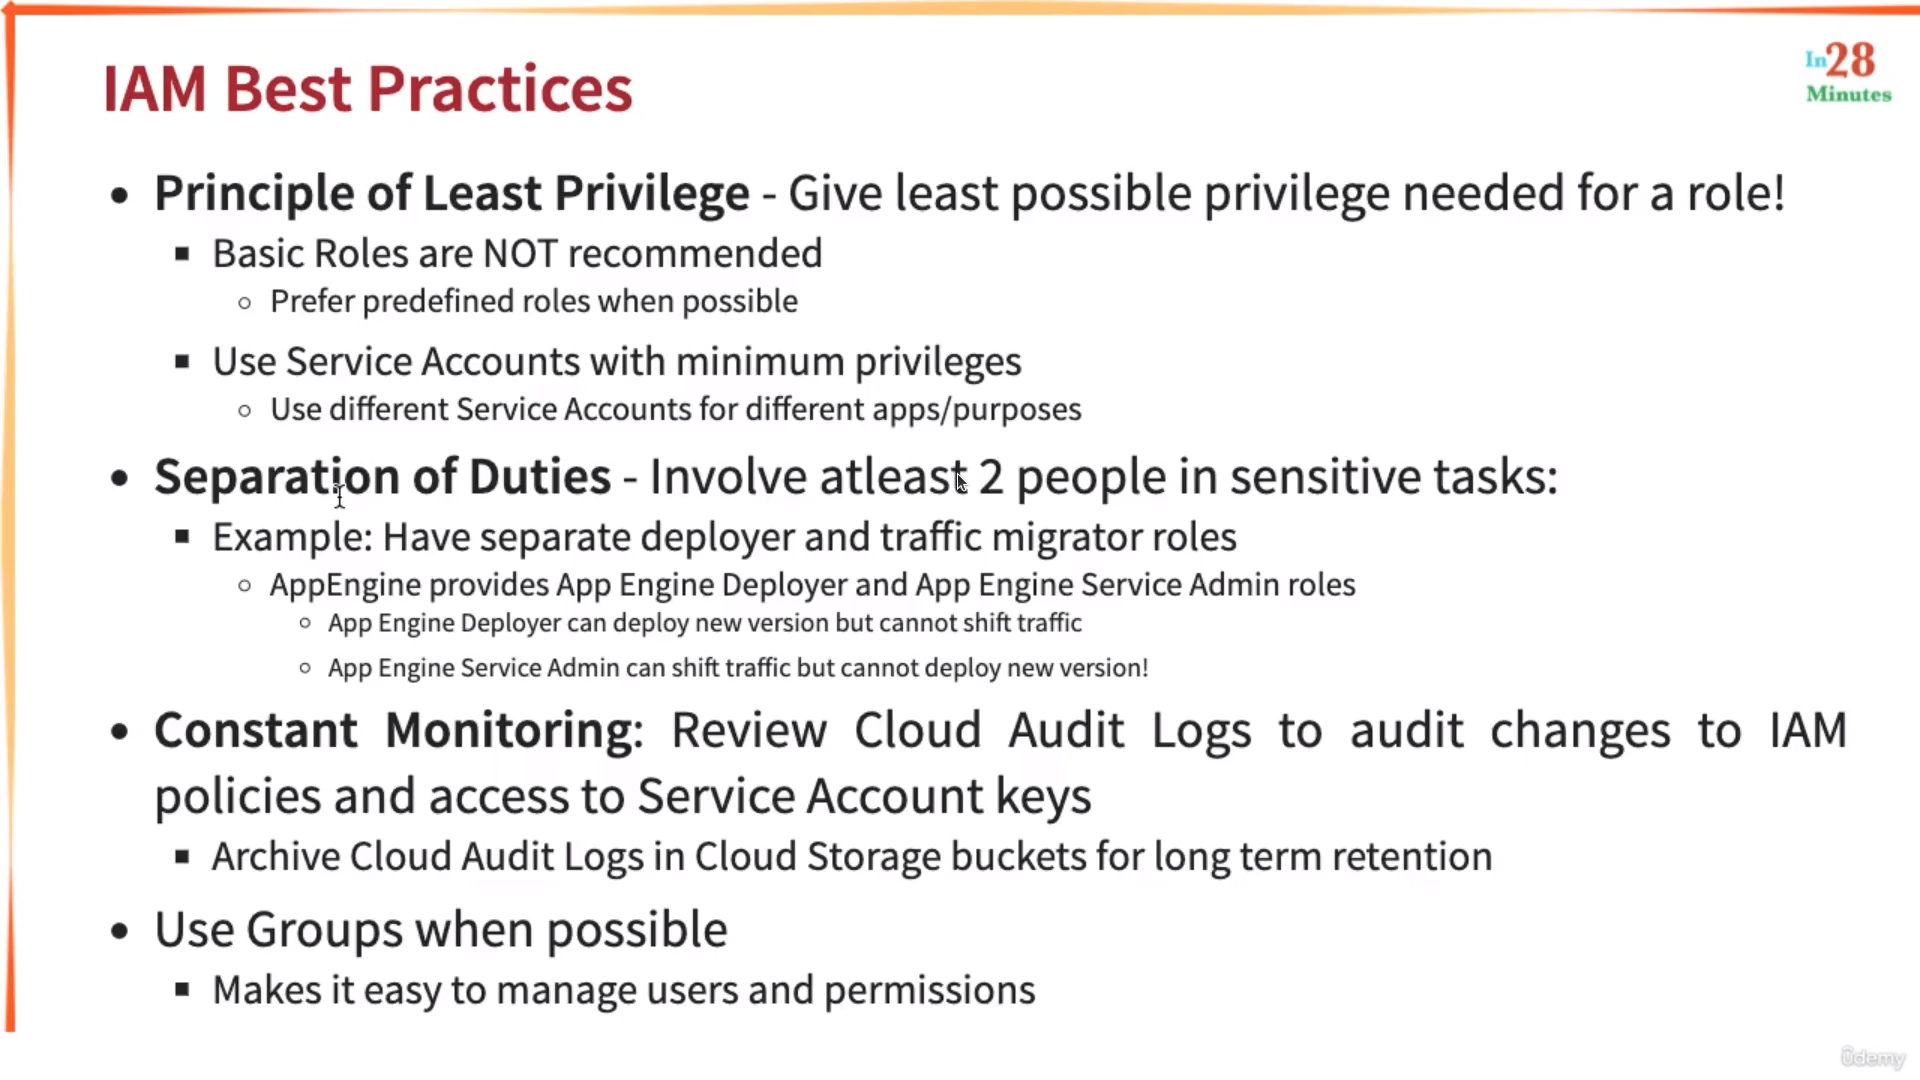 IAM Best Practices
In28
Minutes
• Principle of Least Privilege - Give least possible privilege needed for a role!
▪ Basic Roles are NOT recommended
○ Prefer predefined roles when possible
▪ Use Service Accounts with minimum privileges
○ Use different Service Accounts for different apps/purposes
• Separation of Duties - Involve atleast 2 people in sensitive tasks:
▪ Example: Have separate deployer and traffic migrator roles
○ AppEngine provides App Engine Deployer and App Engine Service Admin roles
○ App Engine Deployer can deploy new version but cannot shift traffic
○ App Engine Service Admin can shift traffic but cannot deploy new version!
• Constant Monitoring: Review Cloud Audit Logs to audit changes to IAM
policies and access to Service Account keys
▪ Archive Cloud Audit Logs in Cloud Storage buckets for long term retention
• Use Groups when possible
▪ Makes it easy to manage users and permissions
ûdemy